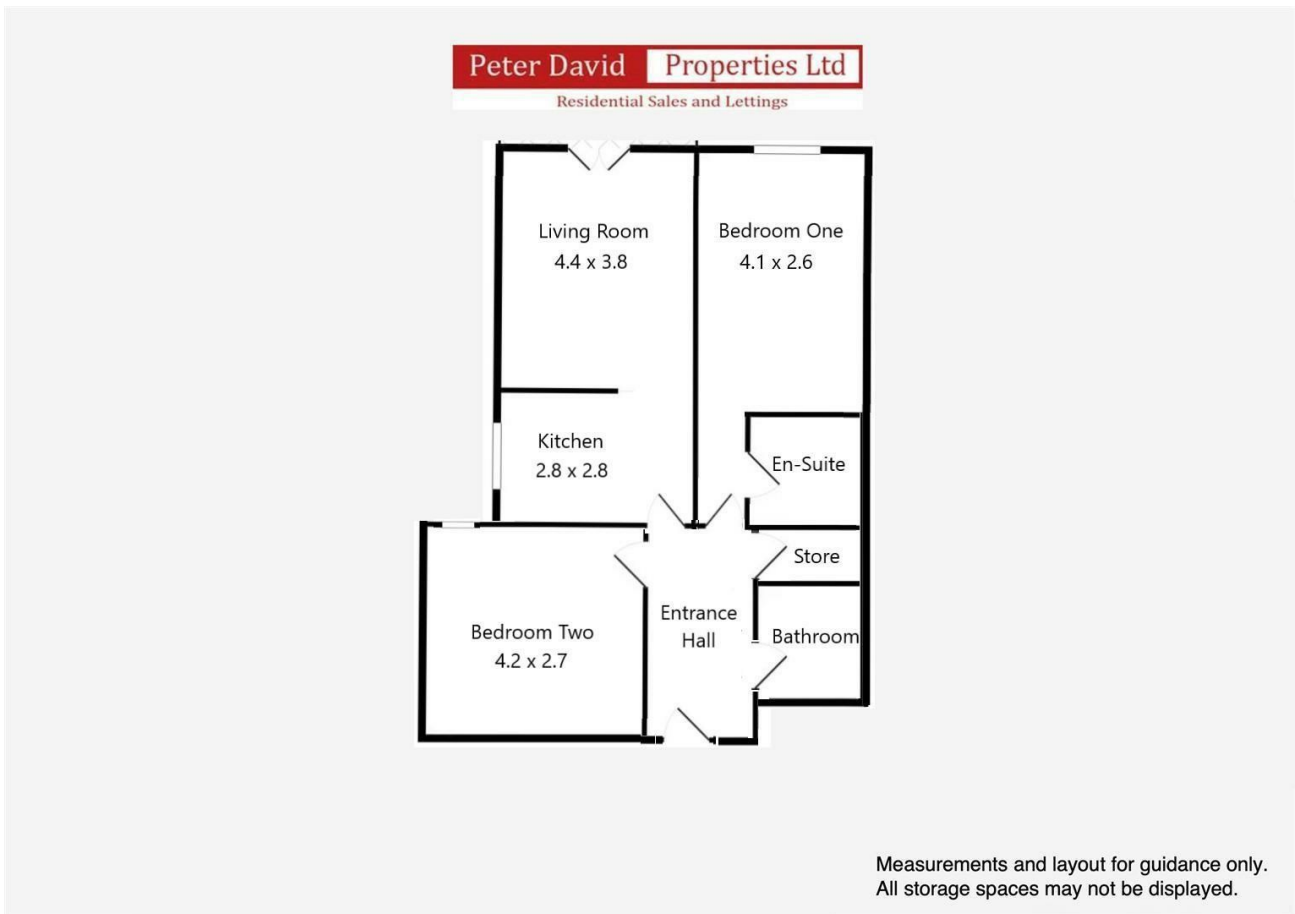 Peter David Properties Ltd
Residential Sales and Lettings
Living Room
4.4 x 3.8
Bedroom One
4.1 x 2.6
Kitchen
2.8 x 2.8
En-Suite
Store
Entrance
Hall
Bathroom
Bedroom Two
4.2 x 2.7
Measurements and layout for guidance only.
All storage spaces may not be displayed.